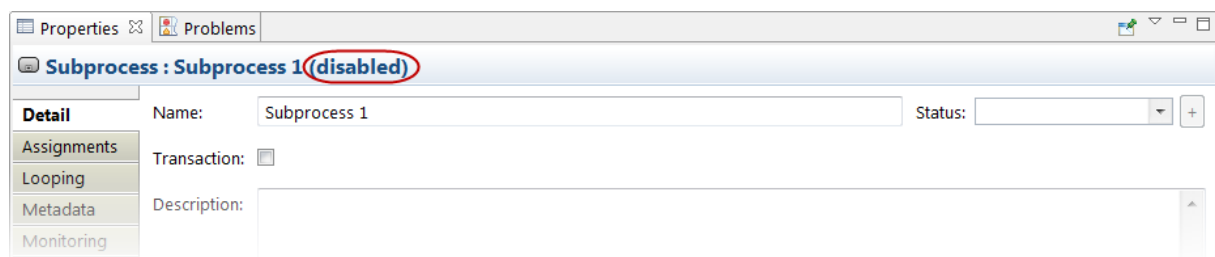 Properties Problems
Subprocess : Subprocess 1 (disabled)
Detail Name: Subprocess 1 Status: +
Assignments Transaction:
Looping
Metadata Description:
Monitoring